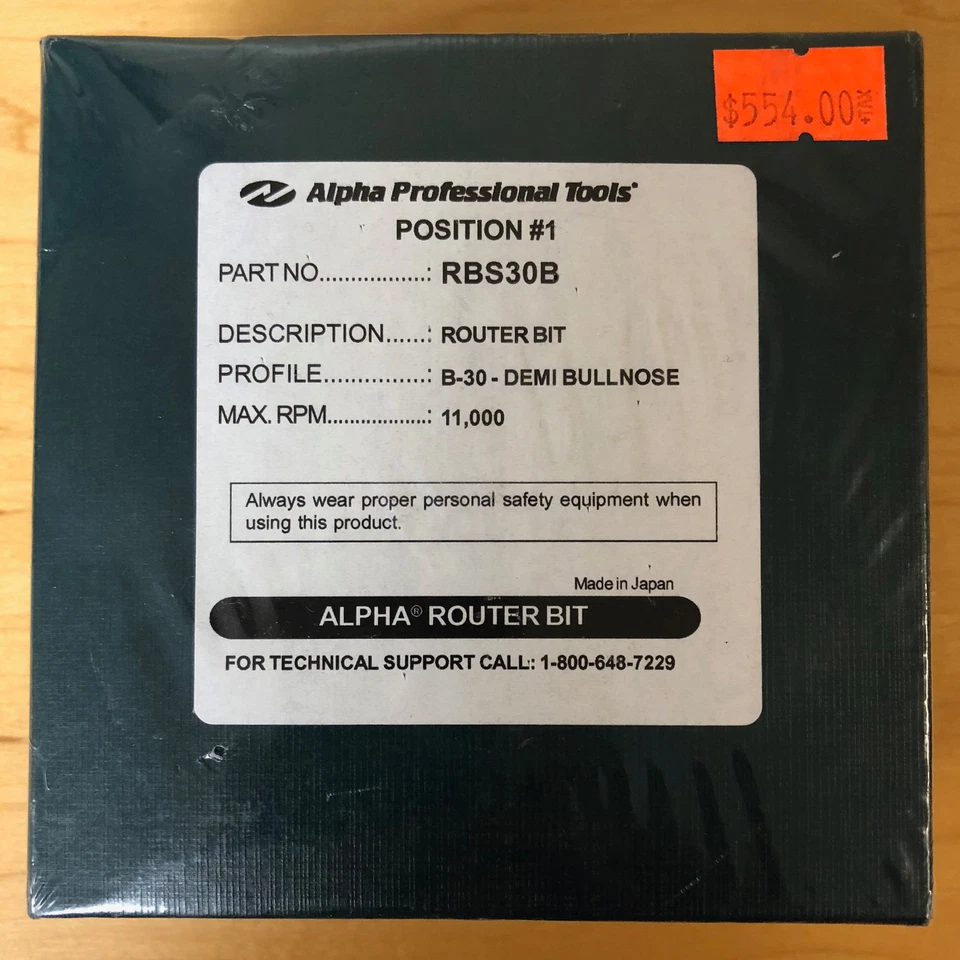 $554.00 +TAX
Alpha Professional Tools®
POSITION #1
PART NO.................: RBS30B
DESCRIPTION......: ROUTER BIT
PROFILE...............: B-30 - DEMI BULLNOSE
MAX. RPM..................: 11,000
Always wear proper personal safety equipment when
using this product.
Made in Japan
ALPHA® ROUTER BIT
FOR TECHNICAL SUPPORT CALL: 1-800-648-7229